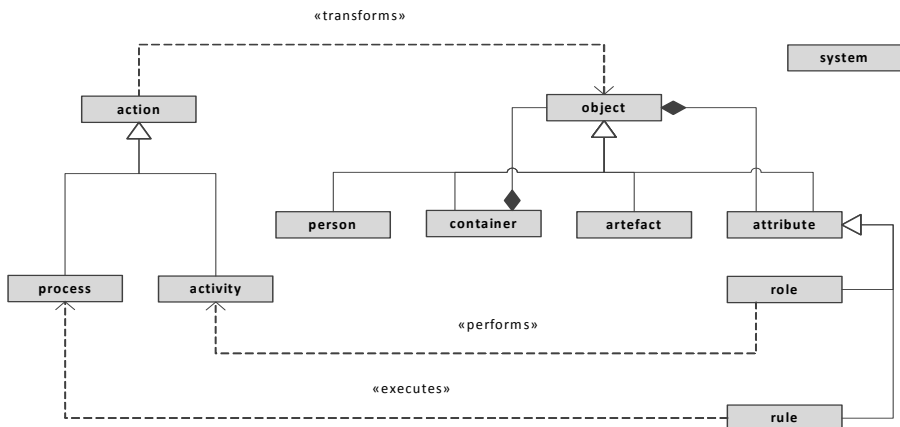 «transforms»
system
action
object
person
container
artefact
attribute
process
activity
role
«performs»
«executes»
rule